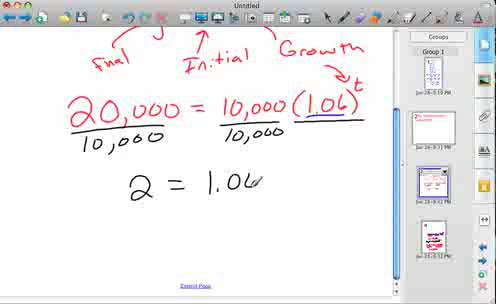 Untitled
Final
Initial
Growth
20,000 = 10,000 (1.06)^t
10,000 10,000
2 = 1.06
Extend Page
Groups
Group 1